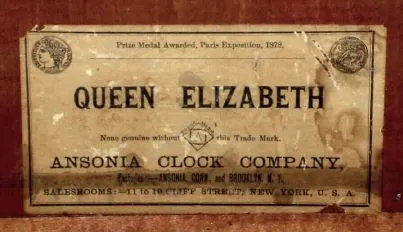 Prize Medal Awarded, Paris Exposition, 1878.
QUEEN ELIZABETH
None genuine without this Trade Mark.
ANSONIA CLOCK COMPANY,
Factories:—ANSONIA, CONN. and BROOKLYN, N. Y.,
SALESROOMS:—11 to 19 CLIFF STREET, NEW YORK, U. S. A.